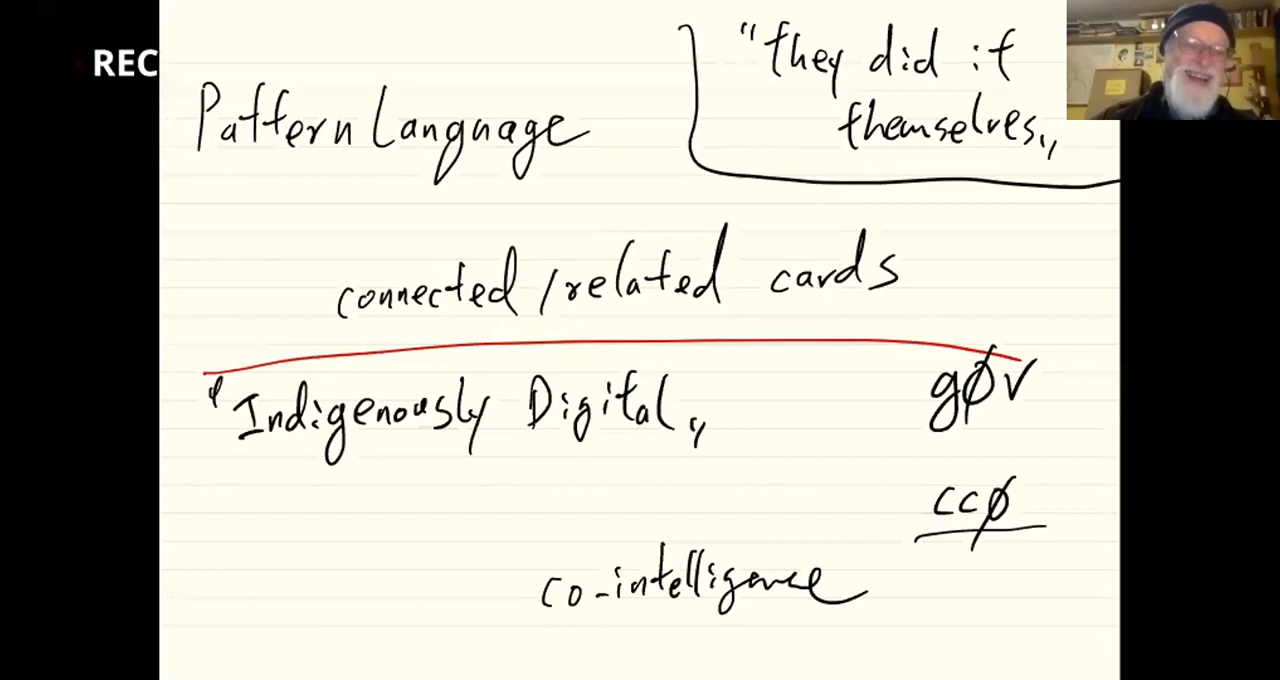 REC
"they did it
themselves„
Pattern Language
connected/related cards
"Indigenously Digital„
gØv
ccØ
co-intelligence